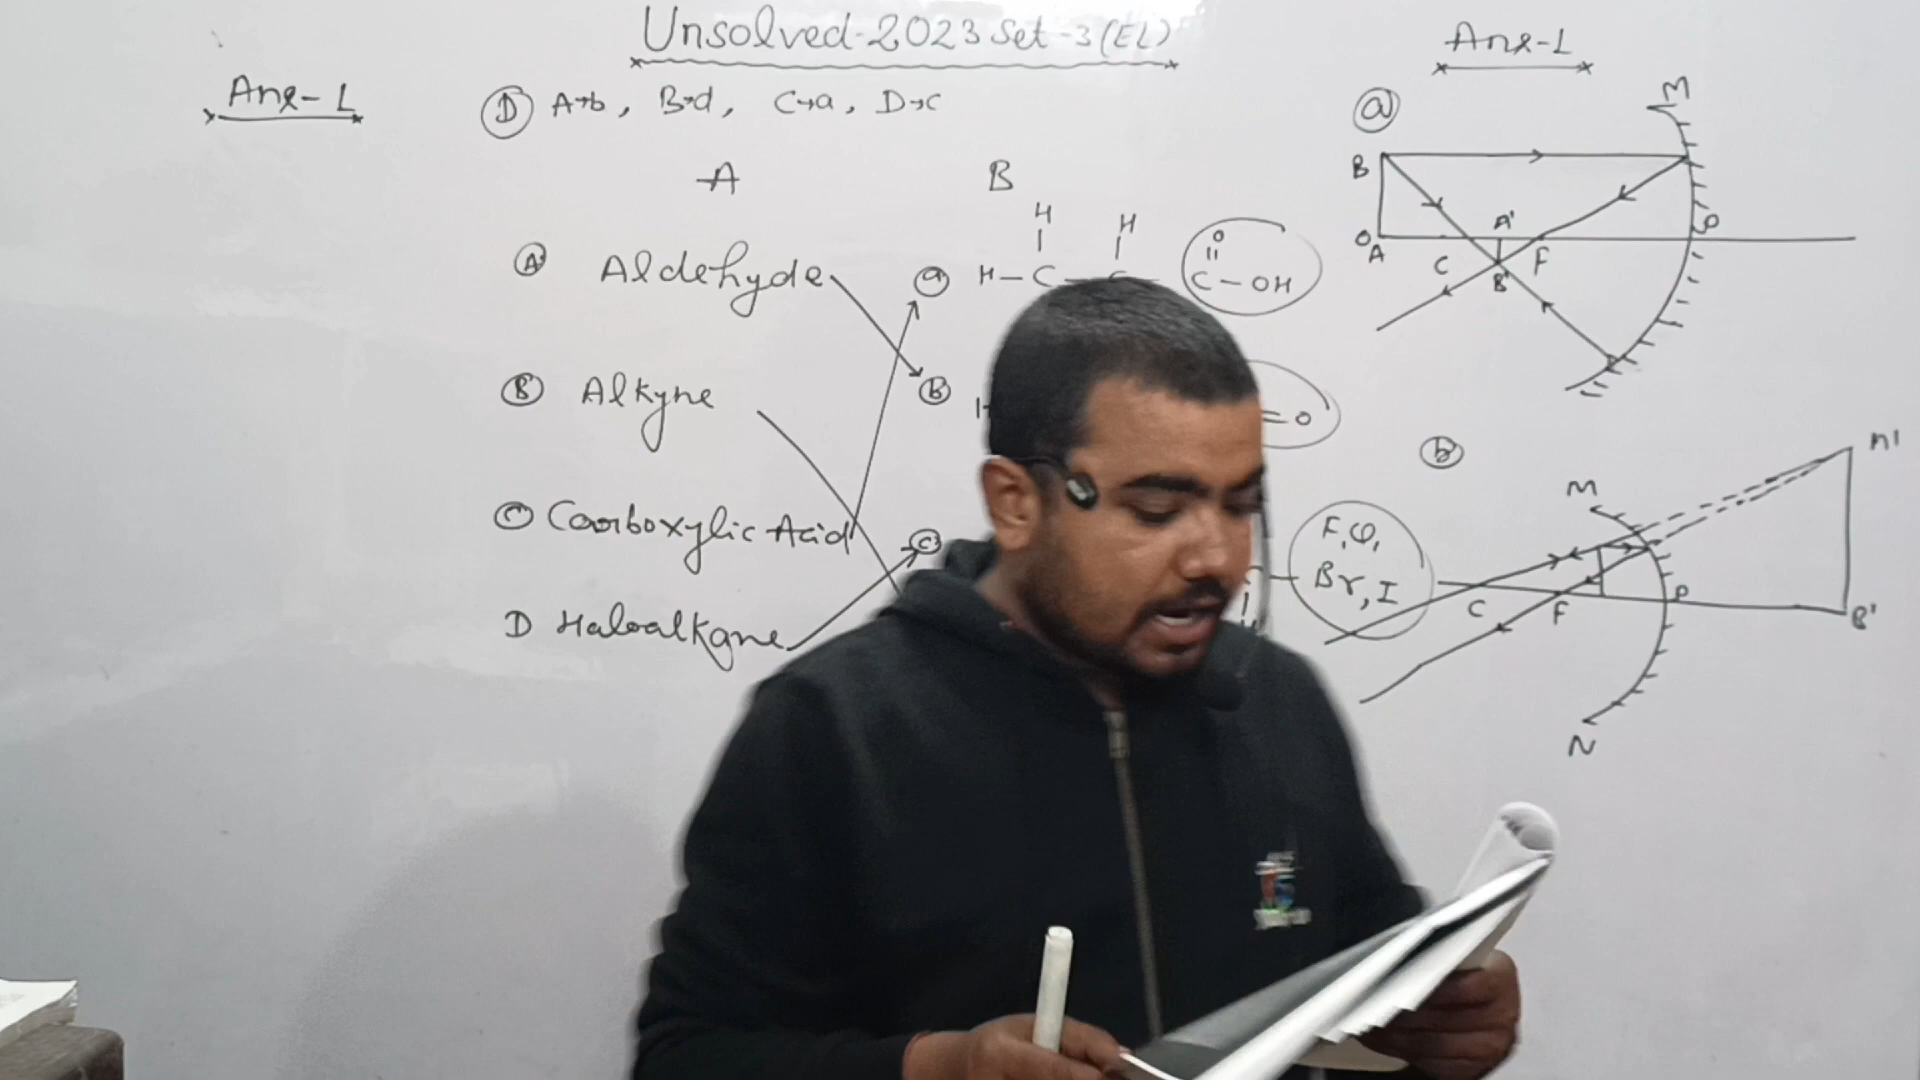 Unsolved-2023 Set-3 (EL)
Ans-1
D A→b, B→d, C→a, D→c
A B
A Aldehyde
B Alkyne
C Carboxylic Acid
D Haloalkane
H H O
a H-C-C C-OH
B H =O
C F, Cl,
Br, I
Ans-1
a
M
B
O A C A' B' F P
b
M
A'
C F P B'
N